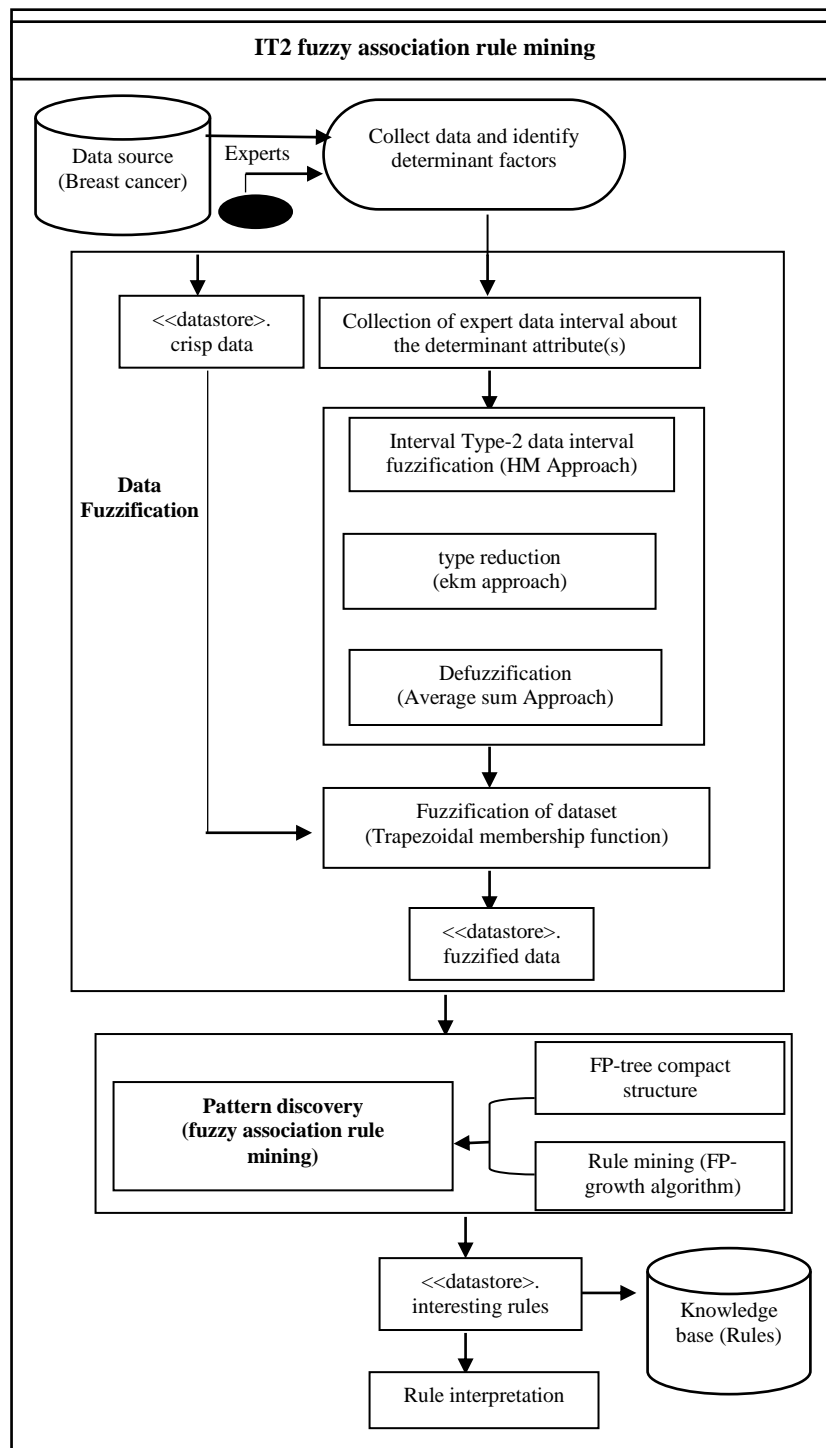 IT2 fuzzy association rule mining
Data source
(Breast cancer)
Experts
Collect data and identify
determinant factors
<<datastore>.
crisp data
Collection of expert data interval about
the determinant attribute(s)
Data
Fuzzification
Interval Type-2 data interval
fuzzification (HM Approach)
type reduction
(ekm approach)
Defuzzification
(Average sum Approach)
Fuzzification of dataset
(Trapezoidal membership function)
<<datastore>.
fuzzified data
Pattern discovery
(fuzzy association rule
mining)
FP-tree compact
structure
Rule mining (FP-
growth algorithm)
<<datastore>.
interesting rules
Knowledge
base (Rules)
Rule interpretation